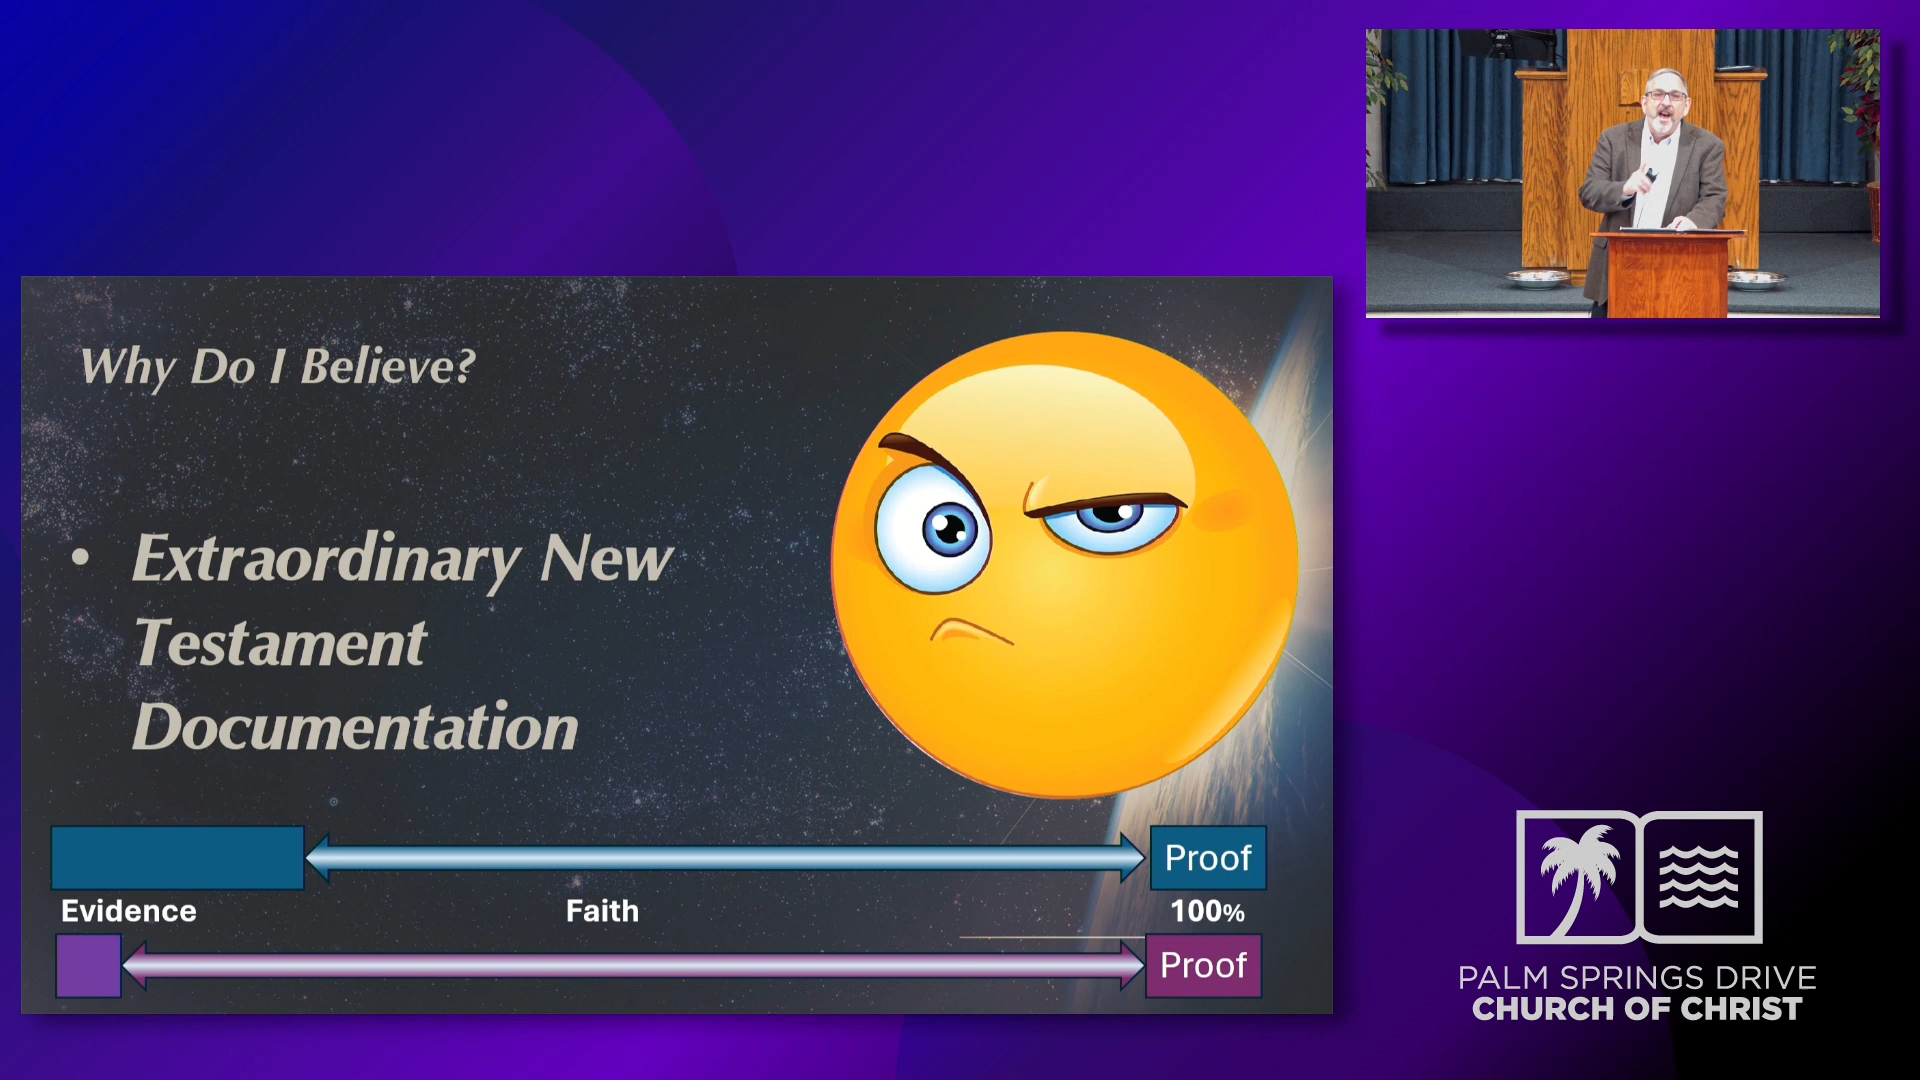 Why Do I Believe?
• Extraordinary New
Testament
Documentation
Proof
Evidence
Faith
100%
Proof
PALM SPRINGS DRIVE
CHURCH OF CHRIST